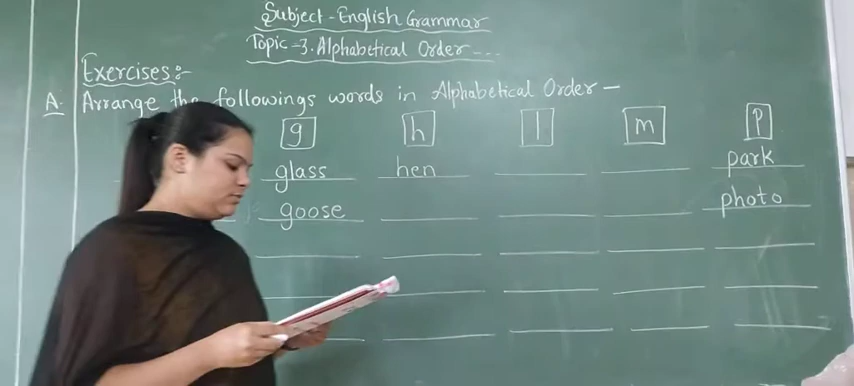 Subject - English Grammar
Topic - 3. Alphabetical Order ---
Exercises :-
A. Arrange the followings words in Alphabetical Order -
g h l m p
glass hen park
goose photo